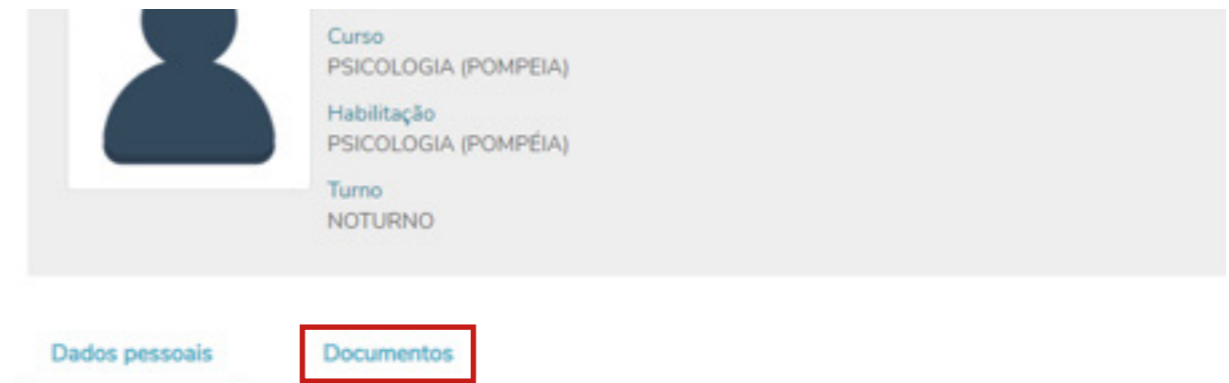 Curso
PSICOLOGIA (POMPEIA)
Habilitação
PSICOLOGIA (POMPÉIA)
Turno
NOTURNO
Dados pessoais Documentos